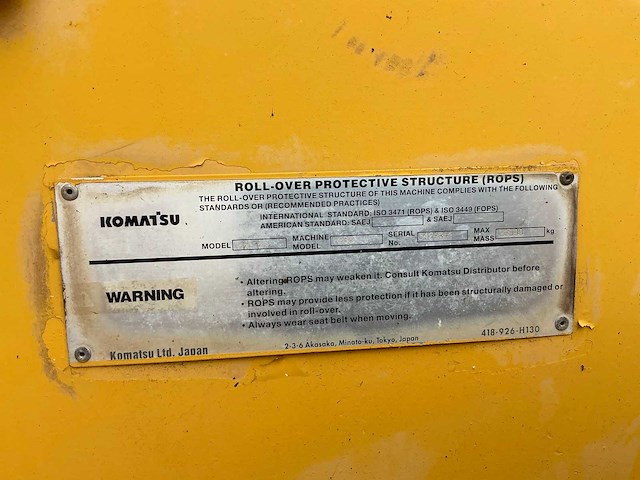 ROLL-OVER PROTECTIVE STRUCTURE (ROPS)
THE ROLL-OVER PROTECTIVE STRUCTURE OF THIS MACHINE COMPLIES WITH THE FOLLOWING
STANDARDS OR (RECOMMENDED PRACTICES)
KOMATSU
INTERNATIONAL STANDARD: ISO 3471 (ROPS) & ISO 3449 (FOPS)
AMERICAN STANDARD: SAEJ & SAEJ
MODEL MACHINE MODEL SERIAL No. MAX MASS kg
WARNING
• Altering ROPS may weaken it. Consult Komatsu Distributor before
altering.
• ROPS may provide less protection if it has been structurally damaged or
involved in roll-over.
• Always wear seat belt when moving.
Komatsu Ltd. Japan
2-3-6 Akasaka, Minato-ku, Tokyo, Japan
418-926-H130